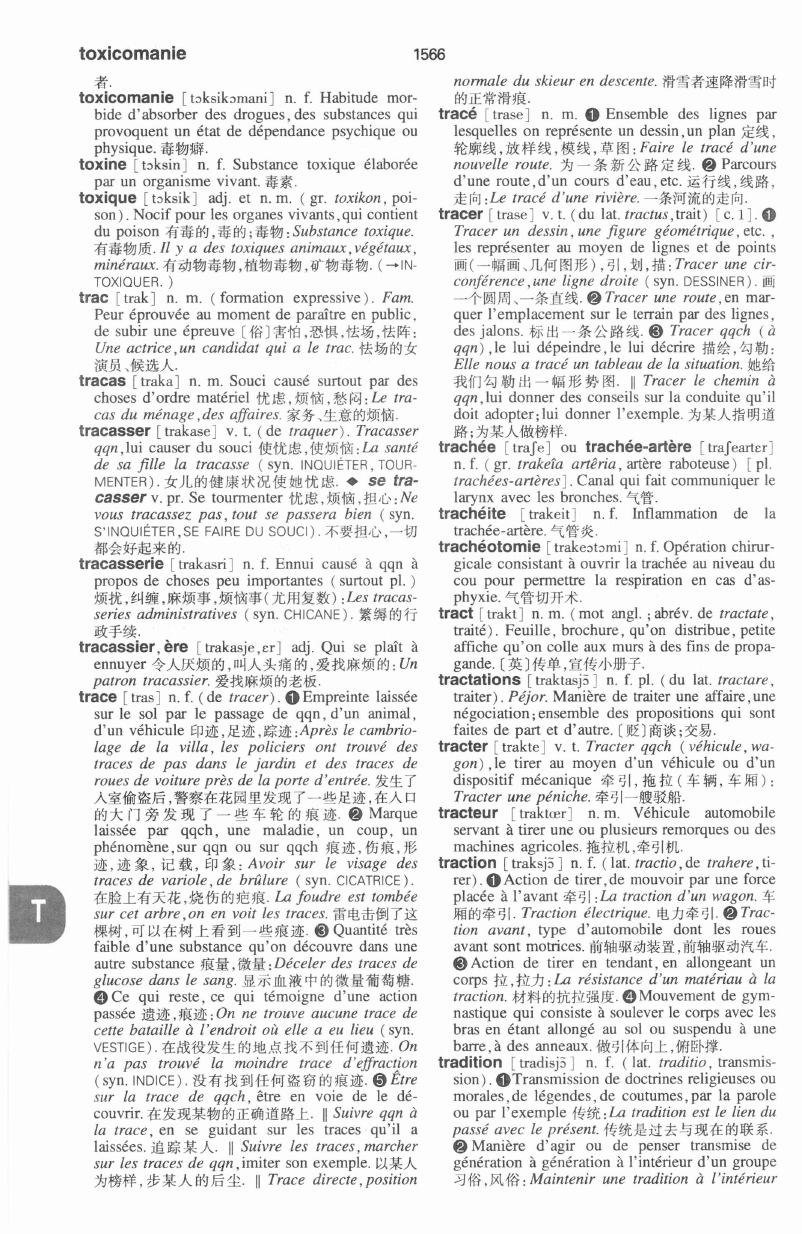 toxicomanie
1566
者.
toxicomanie [tɔksikɔmani] n. f. Habitude mor-
bide d'absorber des drogues, des substances qui
provoquent un état de dépendance psychique ou
physique. 毒物癖.
toxine [tɔksin] n. f. Substance toxique élaborée
par un organisme vivant. 毒素.
toxique [tɔksik] adj. et n. m. ( gr. toxikon, poi-
son). Nocif pour les organes vivants, qui contient
du poison 有毒的,毒的;毒物: Substance toxique.
有毒物质. Il y a des toxiques animaux, végétaux,
minéraux. 有动物毒物,植物毒物,矿物毒物. (→IN-
TOXIQUER. )
trac [trak] n. m. ( formation expressive). Fam.
Peur éprouvée au moment de paraître en public,
de subir une épreuve 〔俗〕害怕,恐惧,怯场,怯阵:
Une actrice, un candidat qui a le trac. 怯场的女
演员、候选人.
tracas [traka] n. m. Souci causé surtout par des
choses d'ordre matériel 忧虑,烦恼,愁闷: Le tra-
cas du ménage, des affaires. 家务、生意的烦恼.
tracasser [trakase] v. t. ( de traquer). Tracasser
qqn, lui causer du souci 使忧虑,使烦恼: La santé
de sa fille la tracasse ( syn. INQUIÉTER, TOUR-
MENTER). 女儿的健康状况使她忧虑. ◆ se tra-
casser v. pr. Se tourmenter 忧虑,烦恼,担心: Ne
vous tracassez pas, tout se passera bien ( syn.
S'INQUIÉTER, SE FAIRE DU SOUCI). 不要担心,一切
都会好起来的.
tracasserie [trakasri] n. f. Ennui causé à qqn à
propos de choses peu importantes ( surtout pl. )
烦扰,纠缠,麻烦事,烦恼事(尤用复数): Les tracas-
series administratives ( syn. CHICANE). 繁缛的行
政手续.
tracassier, ère [trakasje, ɛr] adj. Qui se plaît à
ennuyer 令人厌烦的,叫人头痛的,爱找麻烦的: Un
patron tracassier. 爱找麻烦的老板.
trace [tras] n. f. ( de tracer). ❶ Empreinte laissée
sur le sol par le passage de qqn, d'un animal,
d'un véhicule 印迹,足迹,踪迹: Après le cambrio-
lage de la villa, les policiers ont trouvé des
traces de pas dans le jardin et des traces de
roues de voiture près de la porte d'entrée. 发生了
入室偷盗后,警察在花园里发现了一些足迹,在入口
的大门旁发现了一些车轮的痕迹. ❷ Marque
laissée par qqch, une maladie, un coup, un
phénomène, sur qqn ou sur qqch 痕迹,伤痕,形
迹,迹象,记载,印象: Avoir sur le visage des
traces de variole, de brûlure ( syn. CICATRICE).
在脸上有天花,烧伤的疤痕. La foudre est tombée
sur cet arbre, on en voit les traces. 雷电击倒了这
棵树,可以在树上看到一些痕迹. ❸ Quantité très
faible d'une substance qu'on découvre dans une
autre substance 痕量,微量: Déceler des traces de
glucose dans le sang. 显示血液中的微量葡萄糖.
❹ Ce qui reste, ce qui témoigne d'une action
passée 遗迹,痕迹: On ne trouve aucune trace de
cette bataille à l'endroit où elle a eu lieu ( syn.
VESTIGE). 在战役发生的地点找不到任何遗迹. On
n'a pas trouvé la moindre trace d'effraction
( syn. INDICE). 没有找到任何盗窃的痕迹. ❺ Être
sur la trace de qqch, être en voie de le dé-
couvrir. 在发现某物的正确道路上. ‖ Suivre qqn à
la trace, en se guidant sur les traces qu'il a
laissées. 追踪某人. ‖ Suivre les traces, marcher
sur les traces de qqn, imiter son exemple. 以某人
为榜样,步某人的后尘. ‖ Trace directe, position
T
normale du skieur en descente. 滑雪者速降滑雪时
的正常滑痕.
tracé [trase] n. m. ❶ Ensemble des lignes par
lesquelles on représente un dessin, un plan 定线,
轮廓线,放样线,模线,草图: Faire le tracé d'une
nouvelle route. 为一条新公路定线. ❷ Parcours
d'une route, d'un cours d'eau, etc. 运行线,线路,
走向: Le tracé d'une rivière. 一条河流的走向.
tracer [trase] v. t. ( du lat. tractus, trait) [c. 1]. ❶
Tracer un dessin, une figure géométrique, etc. ,
les représenter au moyen de lignes et de points
画(一幅画、几何图形),引,划,描: Tracer une cir-
conférence, une ligne droite ( syn. DESSINER). 画
一个圆周、一条直线. ❷ Tracer une route, en mar-
quer l'emplacement sur le terrain par des lignes,
des jalons. 标出一条公路线. ❸ Tracer qqch ( à
qqn), le lui dépeindre, le lui décrire 描绘,勾勒:
Elle nous a tracé un tableau de la situation. 她给
我们勾勒出一幅形势图. ‖ Tracer le chemin à
qqn, lui donner des conseils sur la conduite qu'il
doit adopter; lui donner l'exemple. 为某人指明道
路;为某人做榜样.
trachée [traʃe] ou trachée-artère [traʃeartɛr]
n. f. ( gr. trakeîa artêria, artère raboteuse) [pl.
trachées-artères]. Canal qui fait communiquer le
larynx avec les bronches. 气管.
trachéite [trakeit] n. f. Inflammation de la
trachée-artère. 气管炎.
trachéotomie [trakeɔtɔmi] n. f. Opération chirur-
gicale consistant à ouvrir la trachée au niveau du
cou pour permettre la respiration en cas d'as-
phyxie. 气管切开术.
tract [trakt] n. m. ( mot angl. ; abrév. de tractate,
traité). Feuille, brochure, qu'on distribue, petite
affiche qu'on colle aux murs à des fins de propa-
gande. 〔英〕传单,宣传小册子.
tractations [traktasjɔ̃] n. f. pl. ( du lat. tractare,
traiter). Péjor. Manière de traiter une affaire, une
négociation; ensemble des propositions qui sont
faites de part et d'autre. 〔贬〕商谈;交易.
tracter [trakte] v. t. Tracter qqch ( véhicule, wa-
gon), le tirer au moyen d'un véhicule ou d'un
dispositif mécanique 牵引,拖拉(车辆,车厢):
Tracter une péniche. 牵引一艘驳船.
tracteur [traktœr] n. m. Véhicule automobile
servant à tirer une ou plusieurs remorques ou des
machines agricoles. 拖拉机,牵引机.
traction [traksjɔ̃] n. f. ( lat. tractio, de trahere, ti-
rer). ❶ Action de tirer, de mouvoir par une force
placée à l'avant 牵引: La traction d'un wagon. 车
厢的牵引. Traction électrique. 电力牵引. ❷ Trac-
tion avant, type d'automobile dont les roues
avant sont motrices. 前轴驱动装置,前轴驱动汽车.
❸ Action de tirer en tendant, en allongeant un
corps 拉,拉力: La résistance d'un matériau à la
traction. 材料的抗拉强度. ❹ Mouvement de gym-
nastique qui consiste à soulever le corps avec les
bras en étant allongé au sol ou suspendu à une
barre, à des anneaux. 做引体向上,俯卧撑.
tradition [tradisjɔ̃] n. f. ( lat. traditio, transmis-
sion). ❶ Transmission de doctrines religieuses ou
morales, de légendes, de coutumes, par la parole
ou par l'exemple 传统: La tradition est le lien du
passé avec le présent. 传统是过去与现在的联系.
❷ Manière d'agir ou de penser transmise de
génération à génération à l'intérieur d'un groupe
习俗,风俗: Maintenir une tradition à l'intérieur